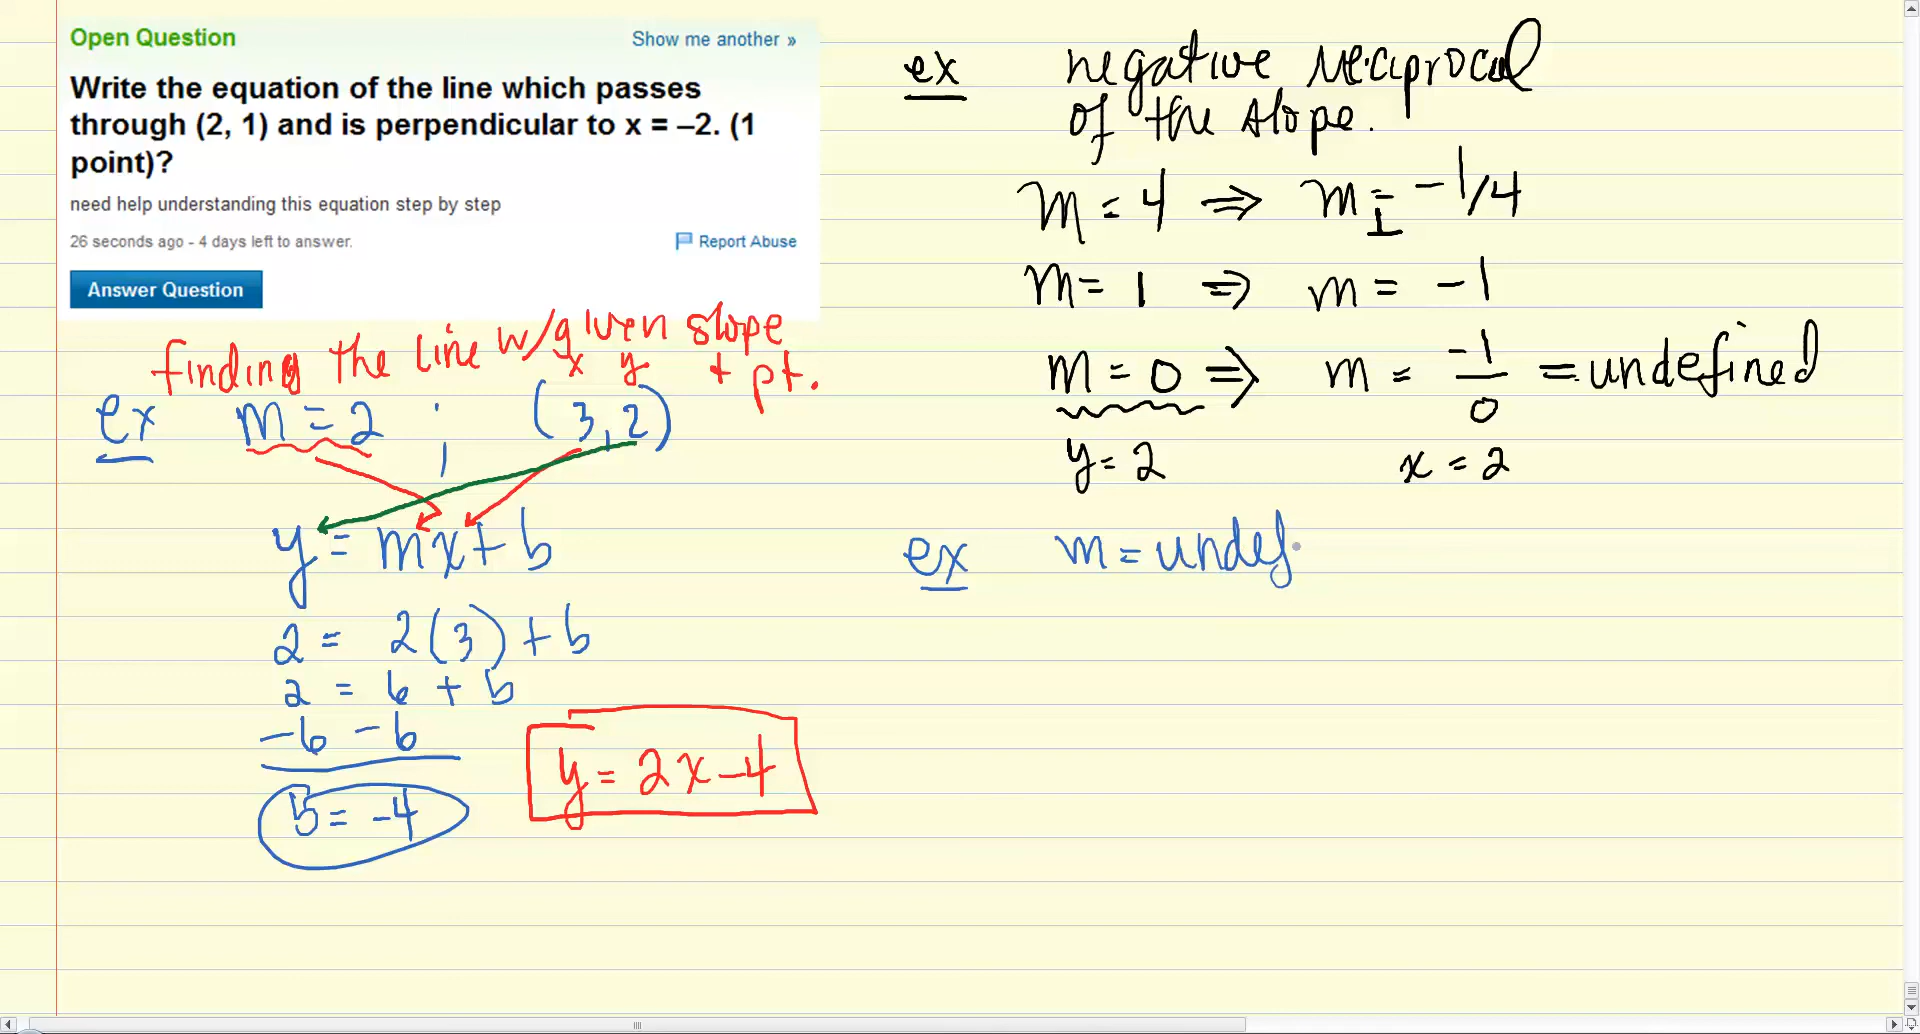 Open Question
Show me another »
Write the equation of the line which passes
through (2, 1) and is perpendicular to x = –2. (1
point)?
need help understanding this equation step by step
26 seconds ago - 4 days left to answer.
Report Abuse
Answer Question
finding the line w/given slope
+ pt.
x y
ex m = 2 ; (3, 2)
y = mx + b
2 = 2(3) + b
2 = 6 + b
-6 -6
b = -4
y = 2x - 4
ex negative reciprocal
of the slope.
m = 4 ⇒ m⊥ = -1/4
m = 1 ⇒ m = -1
m = 0 ⇒ m = -1/0 = undefined
y = 2 x = 2
ex m = undef